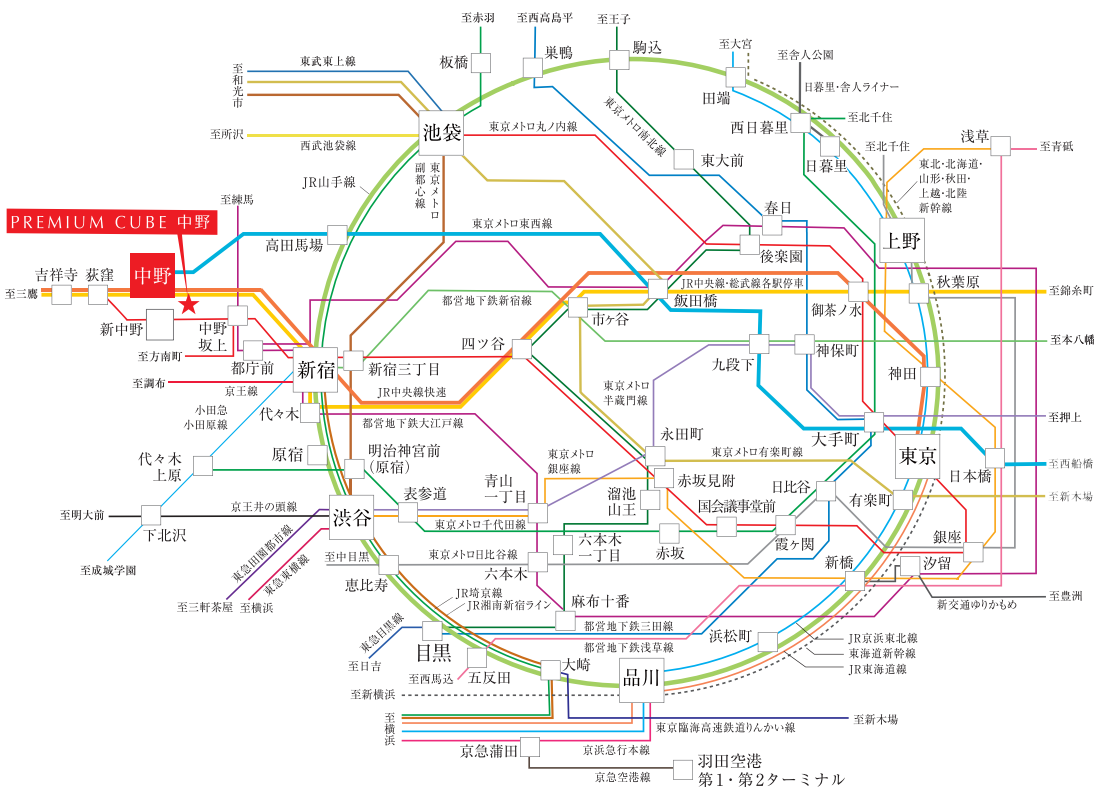 至赤羽
至西高島平
至王子
板橋
巣鴨
駒込
至大宮
至舎人公園
田端
日暮里・舎人ライナー
東武東上線
至和光市
至所沢
西武池袋線
池袋
東京メトロ丸ノ内線
東京メトロ南北線
西日暮里
至北千住
日暮里
至北千住
浅草
至青砥
東北・北海道・
山形・秋田・
上越・北陸
新幹線
東大前
JR山手線
東京メトロ
副都心線
至練馬
PREMIUM CUBE 中野
高田馬場
東京メトロ東西線
春日
後楽園
上野
吉祥寺
荻窪
中野
至三鷹
新中野
中野
坂上
都営地下鉄新宿線
飯田橋
JR中央線・総武線各駅停車
市ヶ谷
御茶ノ水
秋葉原
至錦糸町
至方南町
都庁前
新宿
新宿三丁目
四ツ谷
九段下
神保町
至本八幡
神田
至調布
京王線
JR中央線快速
東京メトロ
半蔵門線
小田急
小田原線
代々木
都営地下鉄大江戸線
大手町
至押上
原宿
明治神宮前
(原宿)
永田町
東京メトロ有楽町線
東京
日本橋
至西船橋
代々木
上原
東京メトロ
銀座線
青山
一丁目
赤坂見附
日比谷
有楽町
至新木場
表参道
溜池
山王
国会議事堂前
至明大前
京王井の頭線
下北沢
渋谷
東京メトロ千代田線
赤坂
霞ヶ関
銀座
六本木
一丁目
至中目黒
東京メトロ日比谷線
六本木
新橋
汐留
至成城学園
東急田園都市線
東急東横線
恵比寿
至三軒茶屋
至横浜
JR埼京線
JR湘南新宿ライン
麻布十番
新交通ゆりかもめ
至豊洲
東急目黒線
目黒
都営地下鉄三田線
都営地下鉄浅草線
浜松町
JR京浜東北線
東海道新幹線
JR東海道線
至日吉
至西馬込
五反田
大崎
品川
至新横浜
至横浜
東京臨海高速鉄道りんかい線
至新木場
京急蒲田
京浜急行本線
京急空港線
羽田空港
第1・第2ターミナル